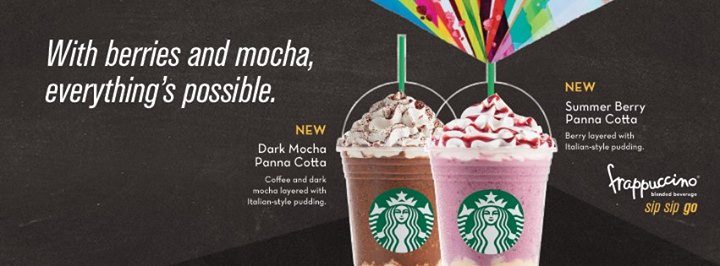 With berries and mocha,
everything's possible.
NEW
Dark Mocha
Panna Cotta
Coffee and dark
mocha layered with
Italian-style pudding.
NEW
Summer Berry
Panna Cotta
Berry layered with
Italian-style pudding.
frappuccino®
blended beverage
sip sip go